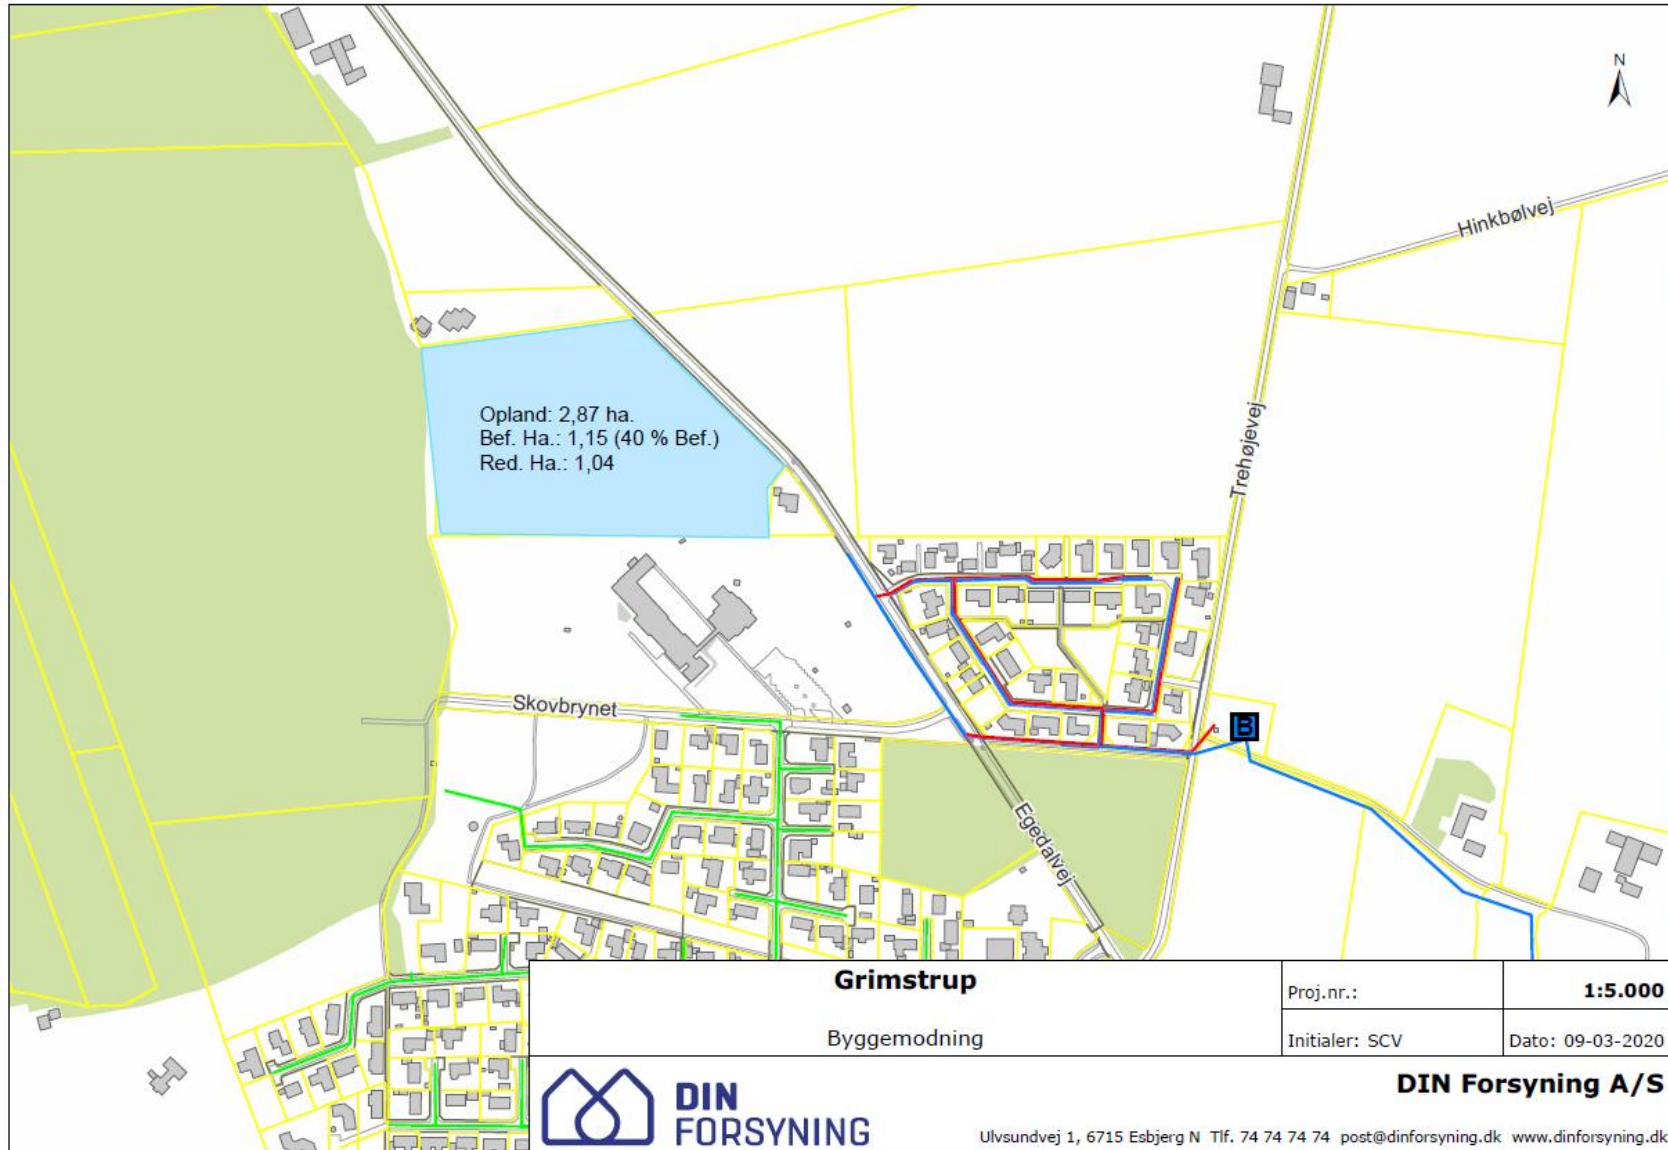 N
Hinkbølvej
Opland: 2,87 ha.
Bef. Ha.: 1,15 (40 % Bef.)
Red. Ha.: 1,04
Trehøjevej
Skovbrynet
B
Egedalvej
Grimstrup
Byggemodning
Proj.nr.:
1:5.000
Initialer: SCV
Dato: 09-03-2020
DIN Forsyning A/S
DIN
FORSYNING
Ulvsundvej 1, 6715 Esbjerg N Tlf. 74 74 74 74 post@dinforsyning.dk www.dinforsyning.dk